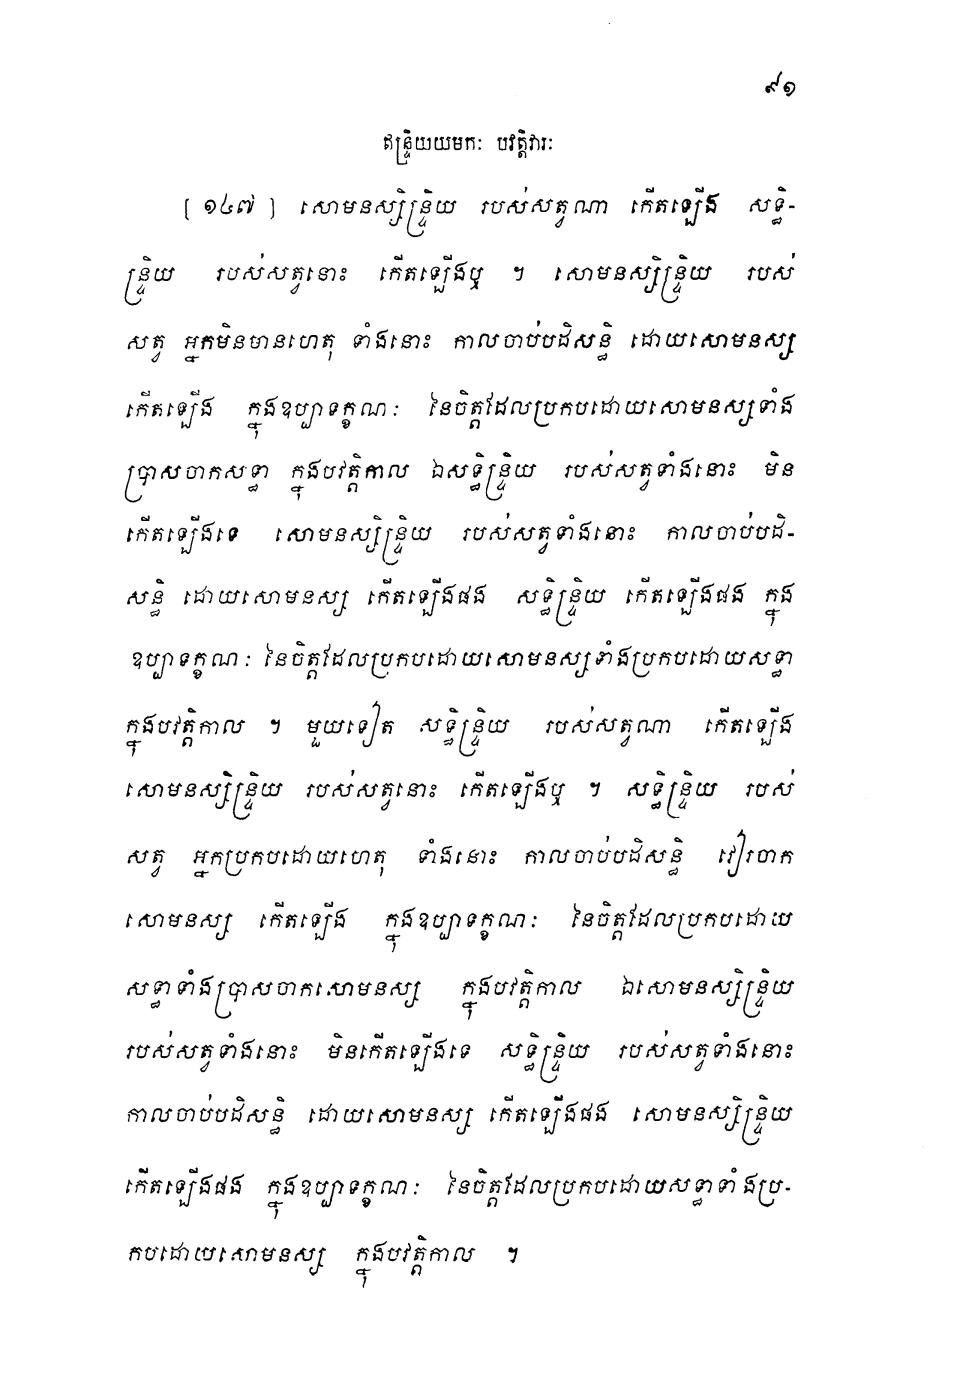 ៩១
ឥន្ទ្រិយយមកៈ បវត្តិវារៈ
[ ១៤៧ ] សោមនស្សិន្ទ្រិយ របស់សត្វណា កើតឡើង សទ្ធិ-
ន្ទ្រិយ របស់សត្វនោះ កើតឡើងឬ ។ សោមនស្សិន្ទ្រិយ របស់
សត្វ អ្នកមិនមានហេតុ ទាំងនោះ កាលចាប់បដិសន្ធិ ដោយសោមនស្ស
កើតឡើង ក្នុងឧប្បាទក្ខណៈ នៃចិត្តដែលប្រកបដោយសោមនស្សទាំង
ប្រាសចាកសទ្ធា ក្នុងបវត្តិកាល ឯសទ្ធិន្ទ្រិយ របស់សត្វទាំងនោះ មិន
កើតឡើងទេ សោមនស្សិន្ទ្រិយ របស់សត្វទាំងនោះ កាលចាប់បដិ-
សន្ធិ ដោយសោមនស្ស កើតឡើងផង សទ្ធិន្ទ្រិយ កើតឡើងផង ក្នុង
ឧប្បាទក្ខណៈ នៃចិត្តដែលប្រកបដោយសោមនស្សទាំងប្រកបដោយសទ្ធា
ក្នុងបវត្តិកាល ។ មួយទៀត សទ្ធិន្ទ្រិយ របស់សត្វណា កើតឡើង
សោមនស្សិន្ទ្រិយ របស់សត្វនោះ កើតឡើងឬ ។ សទ្ធិន្ទ្រិយ របស់
សត្វ អ្នកប្រកបដោយហេតុ ទាំងនោះ កាលចាប់បដិសន្ធិ វៀរចាក
សោមនស្ស កើតឡើង ក្នុងឧប្បាទក្ខណៈ នៃចិត្តដែលប្រកបដោយ
សទ្ធាទាំងប្រាសចាកសោមនស្ស ក្នុងបវត្តិកាល ឯសោមនស្សិន្ទ្រិយ
របស់សត្វទាំងនោះ មិនកើតឡើងទេ សទ្ធិន្ទ្រិយ របស់សត្វទាំងនោះ
កាលចាប់បដិសន្ធិ ដោយសោមនស្ស កើតឡើងផង សោមនស្សិន្ទ្រិយ
កើតឡើងផង ក្នុងឧប្បាទក្ខណៈ នៃចិត្តដែលប្រកបដោយសទ្ធាទាំងប្រ-
កបដោយសោមនស្ស ក្នុងបវត្តិកាល ។